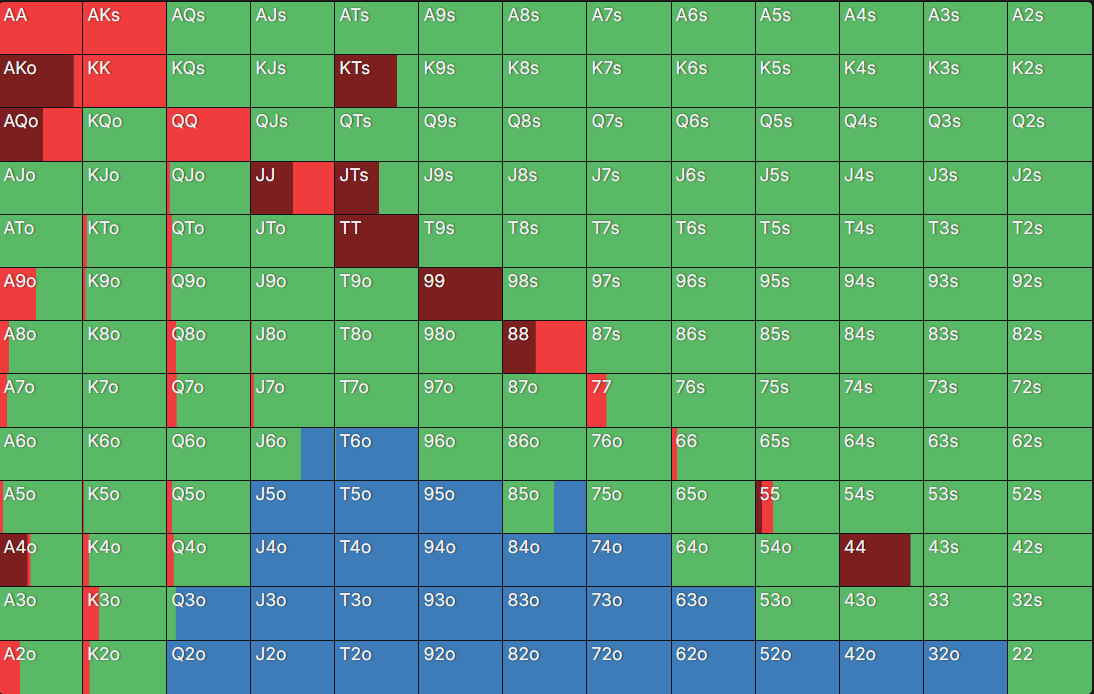 AA AKs AQs AJs ATs A9s A8s A7s A6s A5s A4s A3s A2s
AKo KK KQs KJs KTs K9s K8s K7s K6s K5s K4s K3s K2s
AQo KQo QQ QJs QTs Q9s Q8s Q7s Q6s Q5s Q4s Q3s Q2s
AJo KJo QJo JJ JTs J9s J8s J7s J6s J5s J4s J3s J2s
ATo KTo QTo JTo TT T9s T8s T7s T6s T5s T4s T3s T2s
A9o K9o Q9o J9o T9o 99 98s 97s 96s 95s 94s 93s 92s
A8o K8o Q8o J8o T8o 98o 88 87s 86s 85s 84s 83s 82s
A7o K7o Q7o J7o T7o 97o 87o 77 76s 75s 74s 73s 72s
A6o K6o Q6o J6o T6o 96o 86o 76o 66 65s 64s 63s 62s
A5o K5o Q5o J5o T5o 95o 85o 75o 65o 55 54s 53s 52s
A4o K4o Q4o J4o T4o 94o 84o 74o 64o 54o 44 43s 42s
A3o K3o Q3o J3o T3o 93o 83o 73o 63o 53o 43o 33 32s
A2o K2o Q2o J2o T2o 92o 82o 72o 62o 52o 42o 32o 22